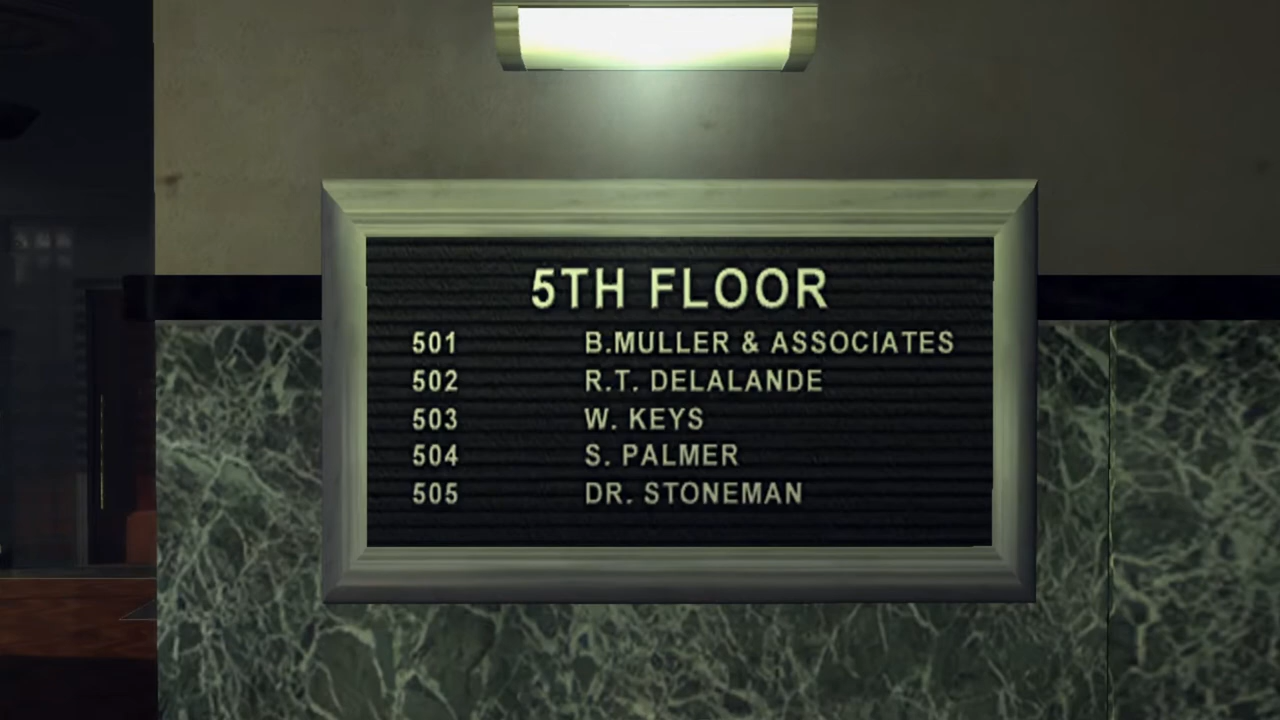 5TH FLOOR
501 B.MULLER & ASSOCIATES
502 R.T. DELALANDE
503 W. KEYS
504 S. PALMER
505 DR. STONEMAN